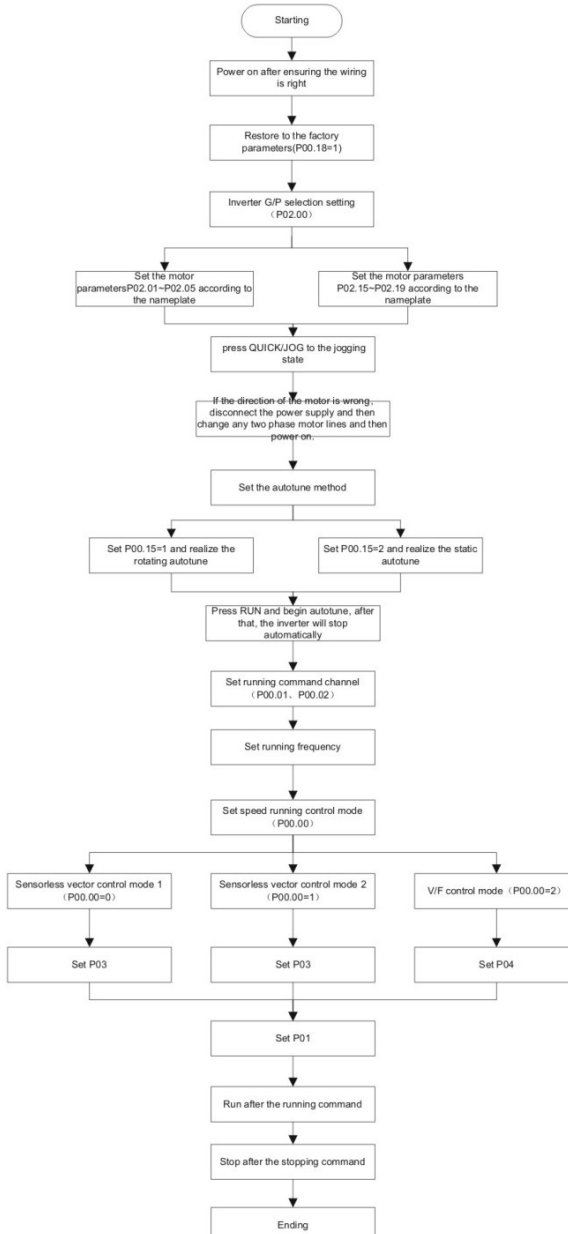 Starting
Power on after ensuring the wiring
is right
Restore to the factory
parameters(P00.18=1)
Inverter G/P selection setting
（P02.00）
Set the motor
parametersP02.01~P02.05 according to
the nameplate
Set the motor parameters
P02.15~P02.19 according to the
nameplate
press QUICK/JOG to the jogging
state
If the direction of the motor is wrong,
disconnect the power supply and then
change any two phase motor lines and then
power on.
Set the autotune method
Set P00.15=1 and realize the
rotating autotune
Set P00.15=2 and realize the static
autotune
Press RUN and begin autotune, after
that, the inverter will stop
automatically
Set running command channel
（P00.01、P00.02）
Set running frequency
Set speed running control mode
（P00.00）
Sensorless vector control mode 1
（P00.00=0）
Sensorless vector control mode 2
（P00.00=1）
V/F control mode（P00.00=2）
Set P03
Set P03
Set P04
Set P01
Run after the running command
Stop after the stopping command
Ending